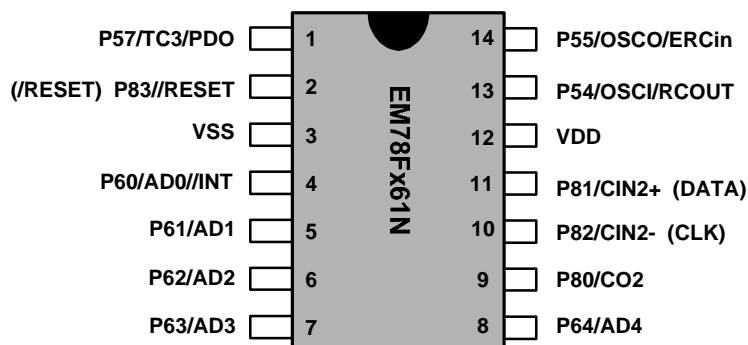 P57/TC3/PDO 1 14 P55/OSCO/ERCin
(/RESET) P83//RESET 2 13 P54/OSCI/RCOUT
VSS 3 12 VDD
P60/AD0//INT 4 11 P81/CIN2+ (DATA)
P61/AD1 5 10 P82/CIN2- (CLK)
P62/AD2 6 9 P80/CO2
P63/AD3 7 8 P64/AD4
EM78Fx61N